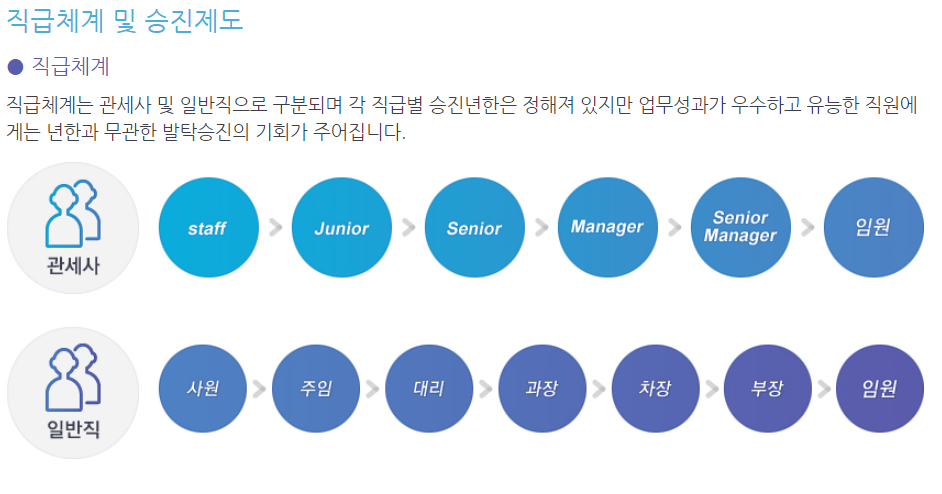 직급체계 및 승진제도
● 직급체계
직급체계는 관세사 및 일반직으로 구분되며 각 직급별 승진년한은 정해져 있지만 업무성과가 우수하고 유능한 직원에
게는 년한과 무관한 발탁승진의 기회가 주어집니다.
관세사
staff
Junior
Senior
Manager
Senior
Manager
임원
일반직
사원
주임
대리
과장
차장
부장
임원